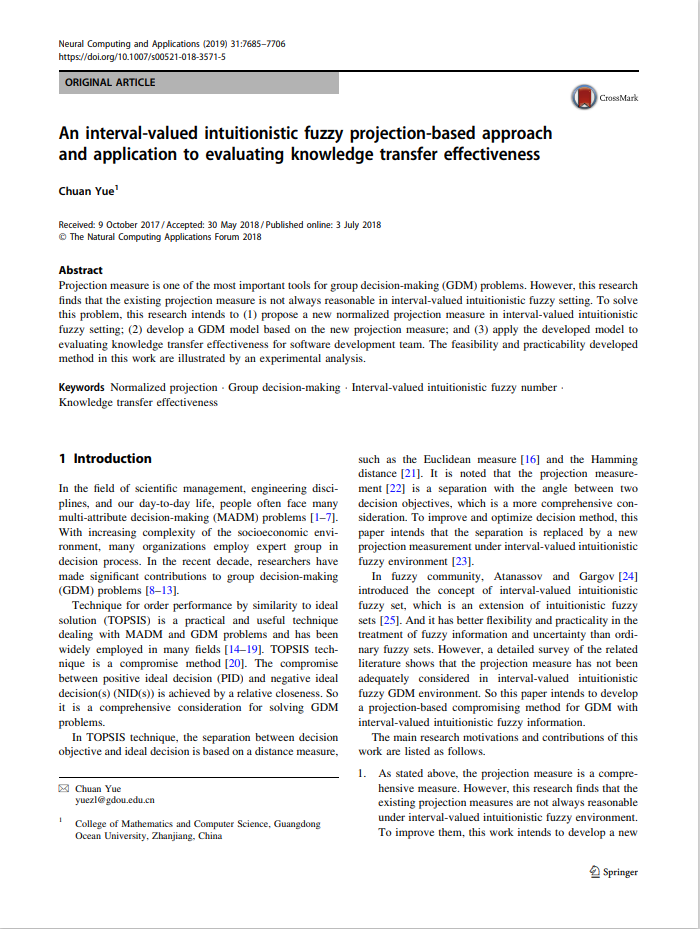 Neural Computing and Applications (2019) 31:7685–7706
https://doi.org/10.1007/s00521-018-3571-5
ORIGINAL ARTICLE
CrossMark
An interval-valued intuitionistic fuzzy projection-based approach
and application to evaluating knowledge transfer effectiveness
Chuan Yue1
Received: 9 October 2017 / Accepted: 30 May 2018 / Published online: 3 July 2018
© The Natural Computing Applications Forum 2018
Abstract
Projection measure is one of the most important tools for group decision-making (GDM) problems. However, this research
finds that the existing projection measure is not always reasonable in interval-valued intuitionistic fuzzy setting. To solve
this problem, this research intends to (1) propose a new normalized projection measure in interval-valued intuitionistic
fuzzy setting; (2) develop a GDM model based on the new projection measure; and (3) apply the developed model to
evaluating knowledge transfer effectiveness for software development team. The feasibility and practicability developed
method in this work are illustrated by an experimental analysis.
Keywords Normalized projection · Group decision-making · Interval-valued intuitionistic fuzzy number ·
Knowledge transfer effectiveness
1 Introduction
In the field of scientific management, engineering disci-
plines, and our day-to-day life, people often face many
multi-attribute decision-making (MADM) problems [1–7].
With increasing complexity of the socioeconomic envi-
ronment, many organizations employ expert group in
decision process. In the recent decade, researchers have
made significant contributions to group decision-making
(GDM) problems [8–13].
Technique for order performance by similarity to ideal
solution (TOPSIS) is a practical and useful technique
dealing with MADM and GDM problems and has been
widely employed in many fields [14–19]. TOPSIS tech-
nique is a compromise method [20]. The compromise
between positive ideal decision (PID) and negative ideal
decision(s) (NID(s)) is achieved by a relative closeness. So
it is a comprehensive consideration for solving GDM
problems.
In TOPSIS technique, the separation between decision
objective and ideal decision is based on a distance measure,
such as the Euclidean measure [16] and the Hamming
distance [21]. It is noted that the projection measure-
ment [22] is a separation with the angle between two
decision objectives, which is a more comprehensive con-
sideration. To improve and optimize decision method, this
paper intends that the separation is replaced by a new
projection measurement under interval-valued intuitionistic
fuzzy environment [23].
In fuzzy community, Atanassov and Gargov [24]
introduced the concept of interval-valued intuitionistic
fuzzy set, which is an extension of intuitionistic fuzzy
sets [25]. And it has better flexibility and practicality in the
treatment of fuzzy information and uncertainty than ordi-
nary fuzzy sets. However, a detailed survey of the related
literature shows that the projection measure has not been
adequately considered in interval-valued intuitionistic
fuzzy GDM environment. So this paper intends to develop
a projection-based compromising method for GDM with
interval-valued intuitionistic fuzzy information.
The main research motivations and contributions of this
work are listed as follows.
1. As stated above, the projection measure is a compre-
hensive measure. However, this research finds that the
existing projection measures are not always reasonable
under interval-valued intuitionistic fuzzy environment.
To improve them, this work intends to develop a new
Chuan Yue
yuezl@gdou.edu.cn
1 College of Mathematics and Computer Science, Guangdong
Ocean University, Zhanjiang, China
Springer